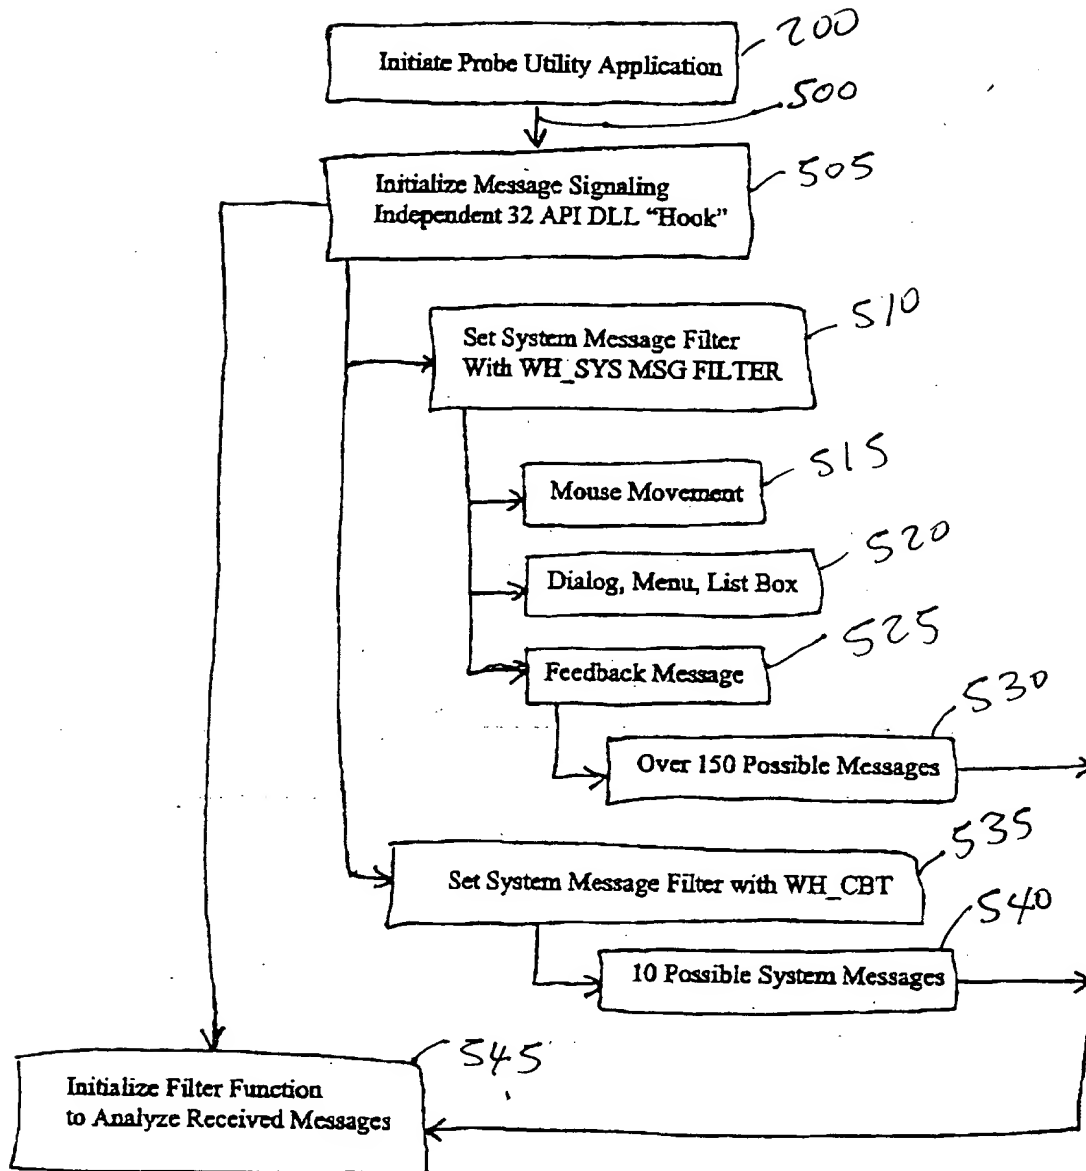 200
Initiate Probe Utility Application
500
505
Initialize Message Signaling
Independent 32 API DLL “Hook”
510
Set System Message Filter
With WH_SYS MSG FILTER
515
Mouse Movement
520
Dialog, Menu, List Box
525
Feedback Message
530
Over 150 Possible Messages
535
Set System Message Filter with WH_CBT
540
10 Possible System Messages
545
Initialize Filter Function
to Analyze Received Messages